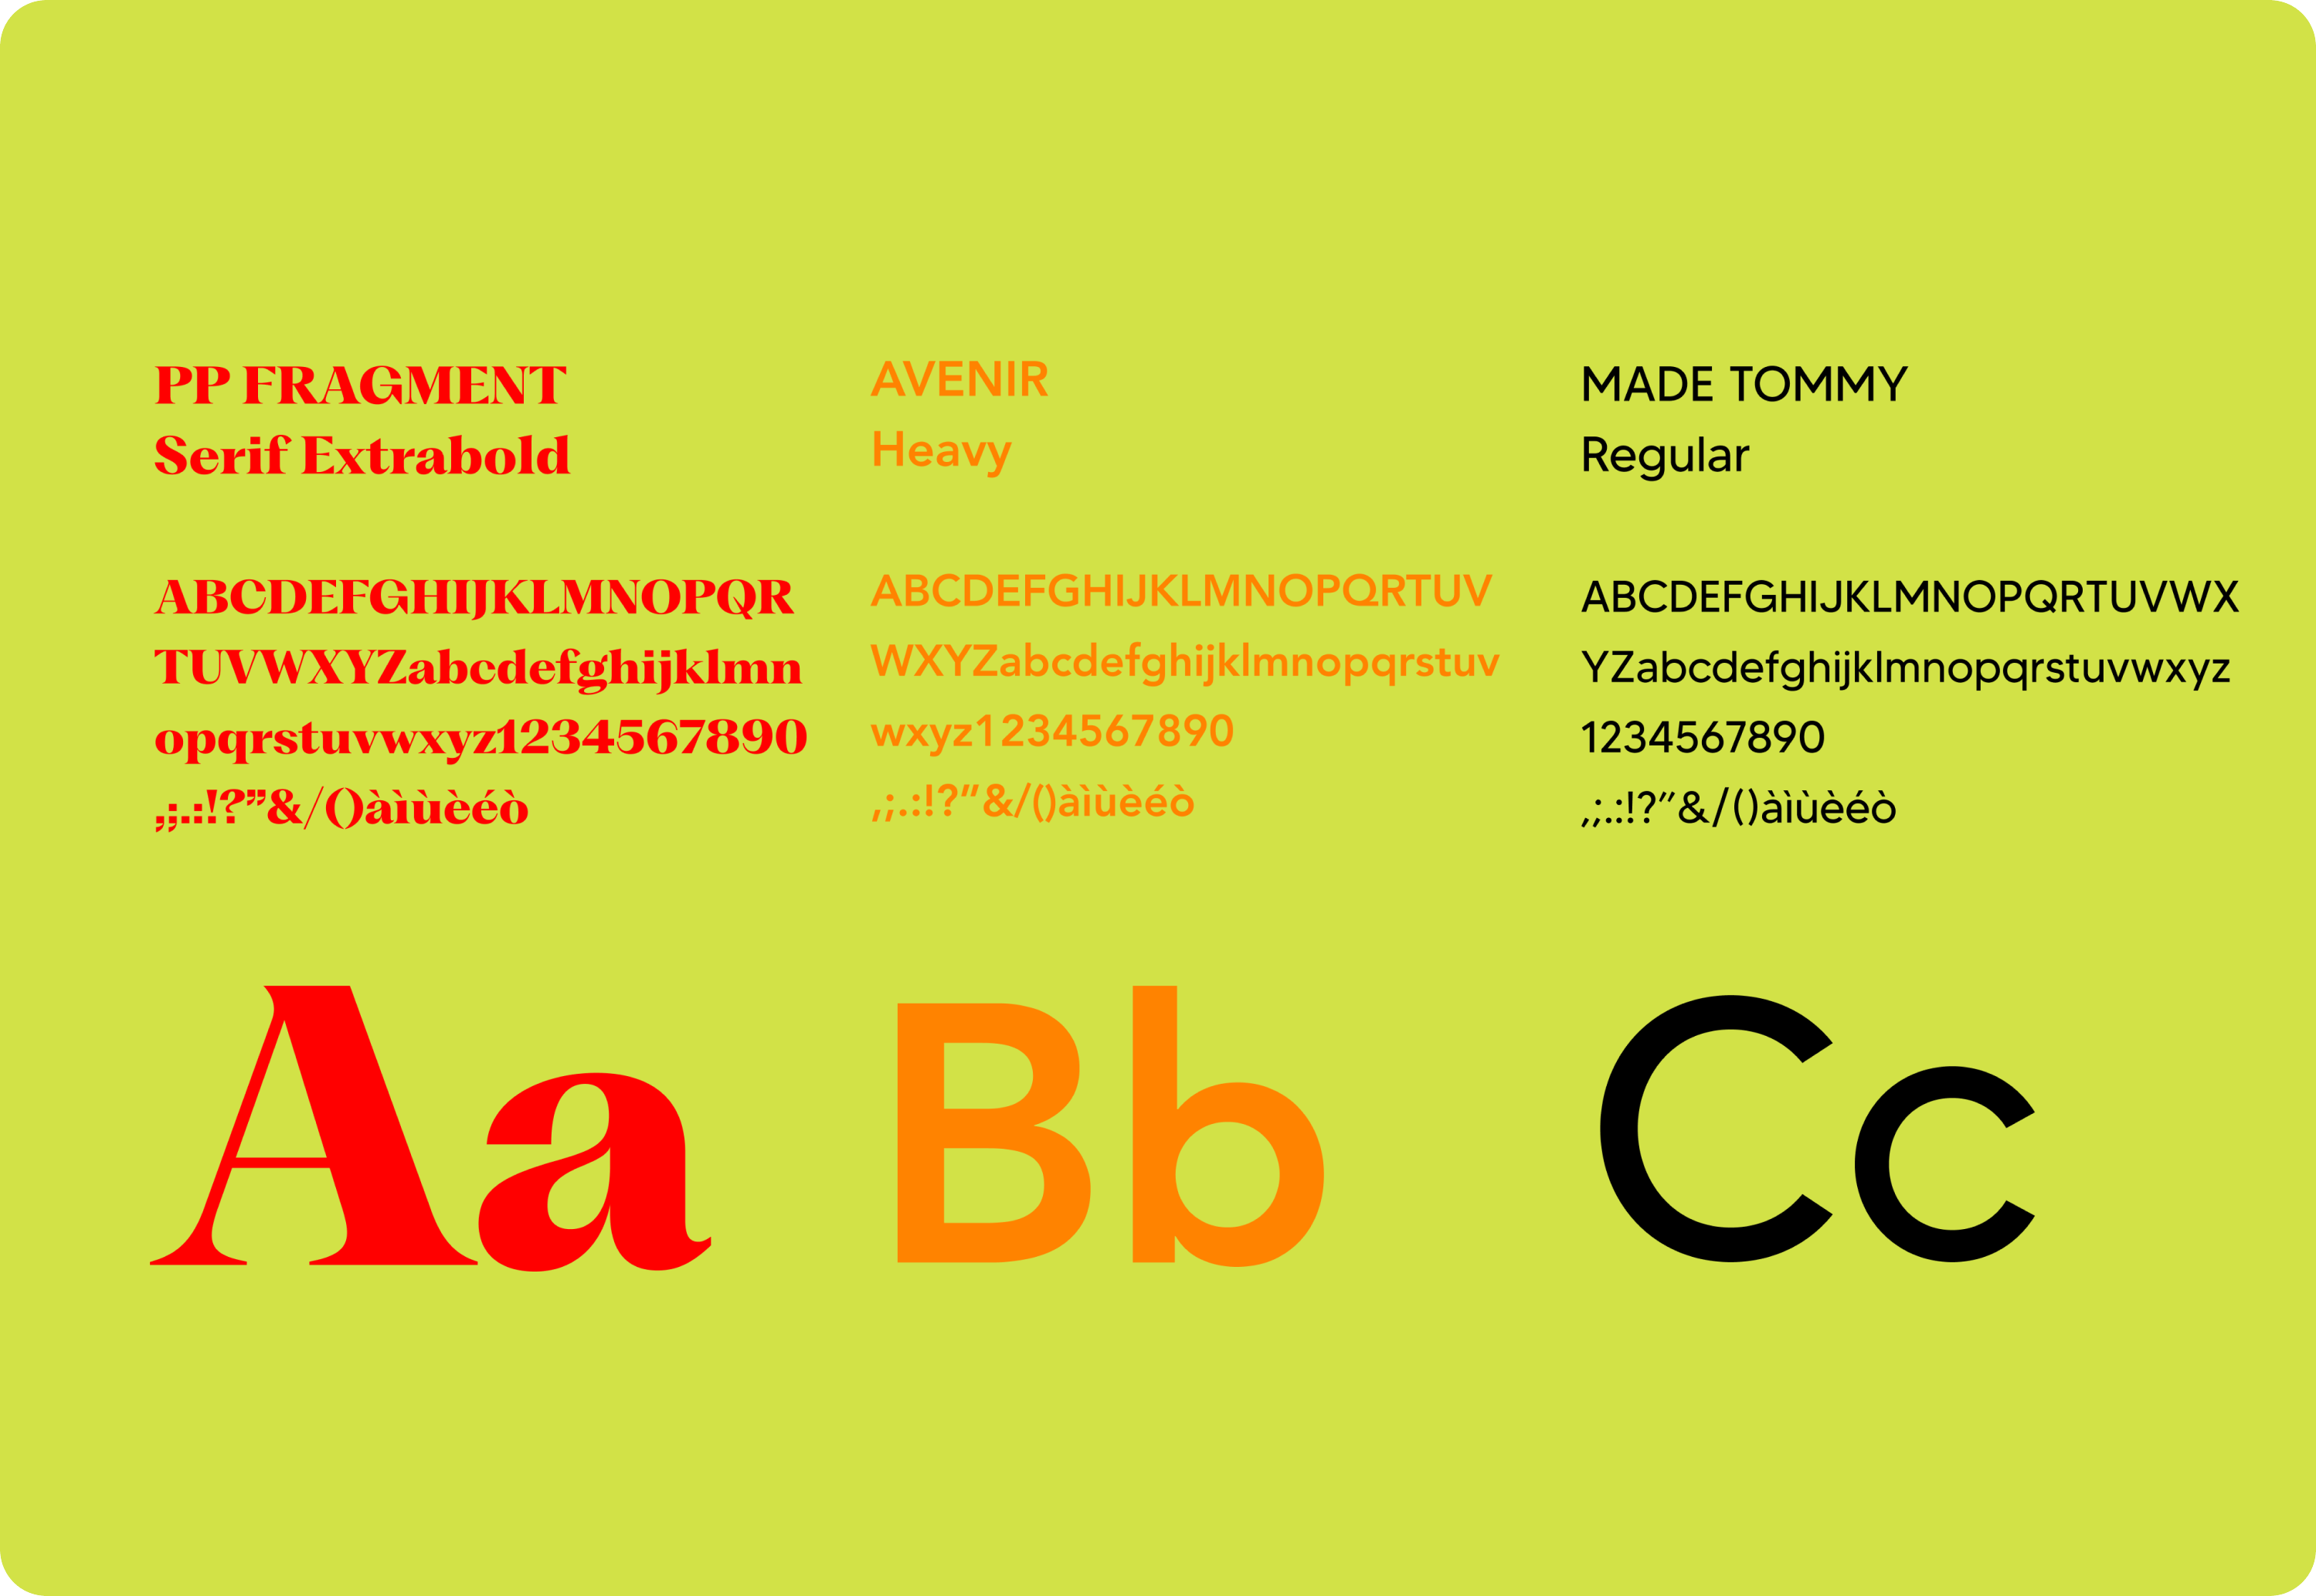 PP FRAGMENT
Serif Extrabold
ABCDEFGHIJKLMNOPQR
TUVWXYZabcdefghijklmn
opqrstuvwxyz1234567890
,;.:!?”&/()aàìùèéò
AVENIR
Heavy
ABCDEFGHIJKLMNOPQRTUV
WXYZabcdefghijklmnopqrstuv
wxyz1234567890
,;.:!?”&/()àìùèéò
MADE TOMMY
Regular
ABCDEFGHIJKLMNOPQRTUVWX
YZabcdefghijklmnopqrstuvwxyz
1234567890
,;.:!?”&/()àìùèéò
Aa
Bb
Cc